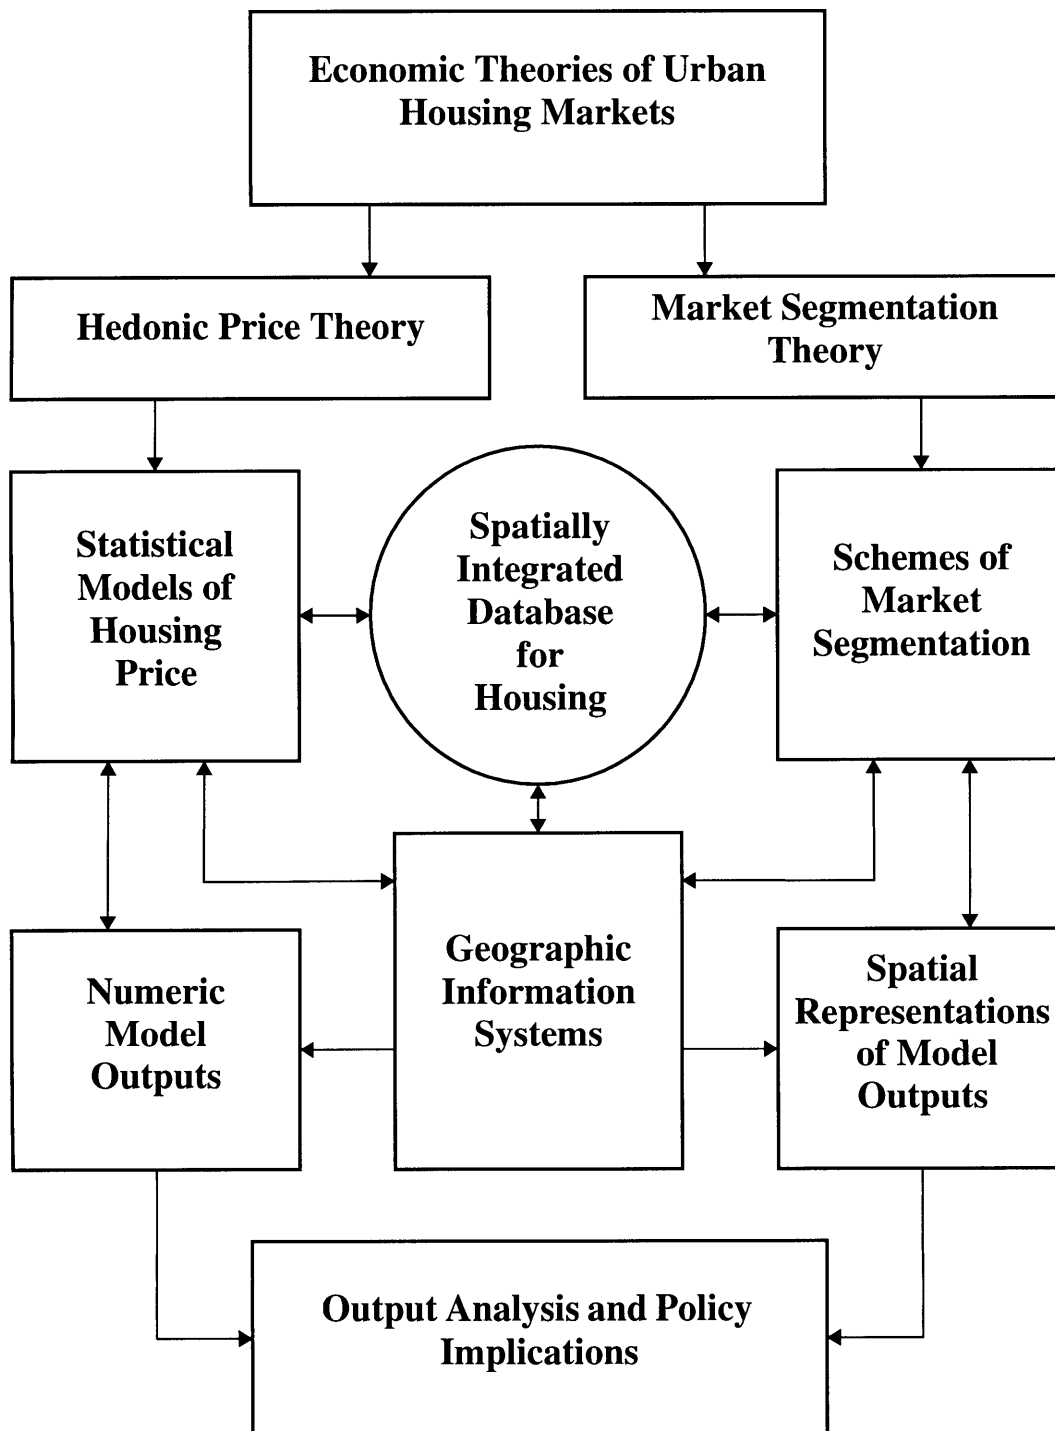 Economic Theories of Urban
Housing Markets
Hedonic Price Theory
Market Segmentation
Theory
Statistical
Models of
Housing
Price
Spatially
Integrated
Database
for
Housing
Schemes of
Market
Segmentation
Numeric
Model
Outputs
Geographic
Information
Systems
Spatial
Representations
of Model
Outputs
Output Analysis and Policy
Implications